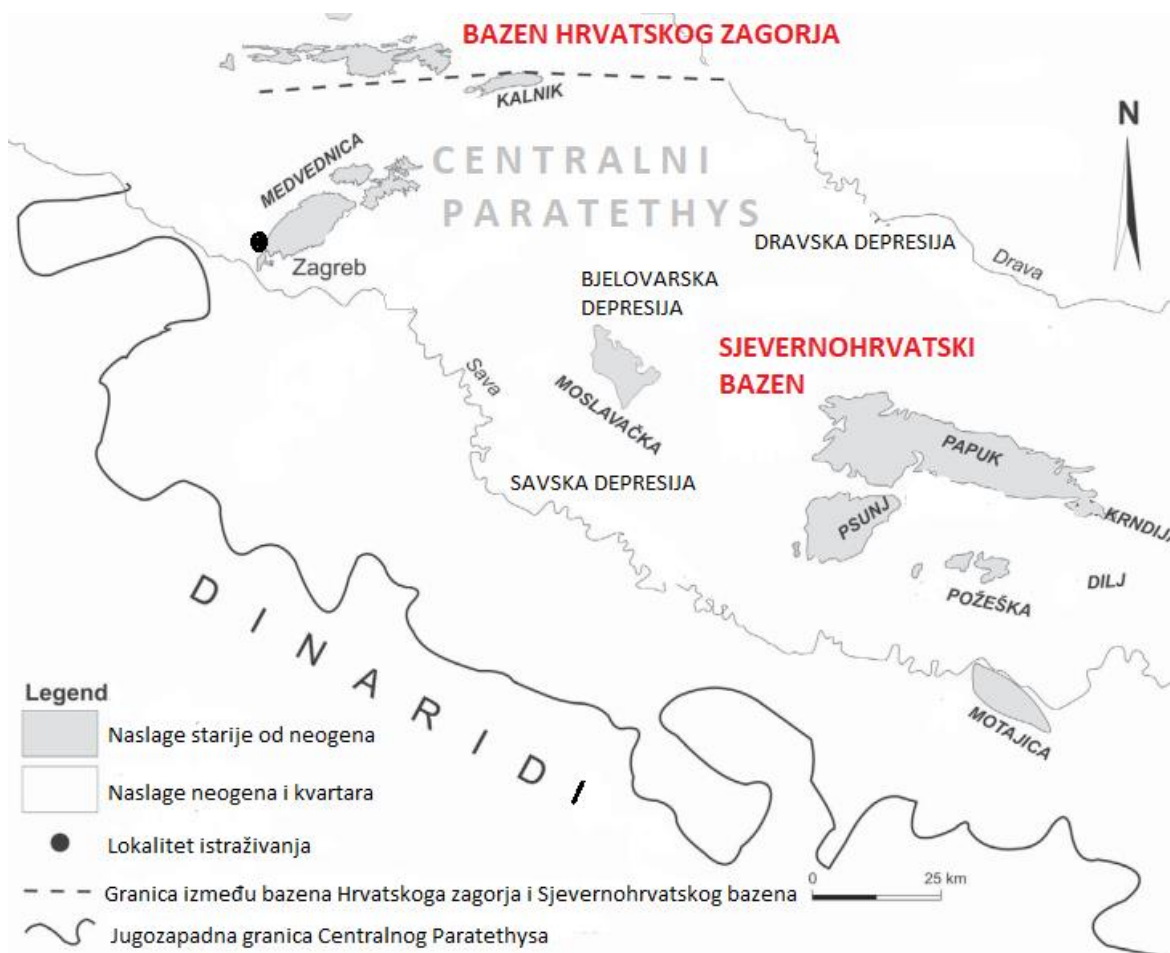 BAZEN HRVATSKOG ZAGORJA
KALNIK
N
MEDVEDNICA
CENTRALNI
PARATETHYS
DRAVSKA DEPRESIJA
Drava
Zagreb
BJELOVARSKA
DEPRESIJA
SJEVERNOHRVATSKI
BAZEN
Sava
MOSLAVAČKA
PAPUK
SAVSKA DEPRESIJA
PSUNJ
KRNDIJA
DILJ
POŽEŠKA
DINARIDI
MOTAJICA
Legend
Naslage starije od neogena
Naslage neogena i kvartara
Lokalitet istraživanja
Granica između bazena Hrvatskoga zagorja i Sjevernohrvatskog bazena
0 25 km
Jugozapadna granica Centralnog Paratethysa